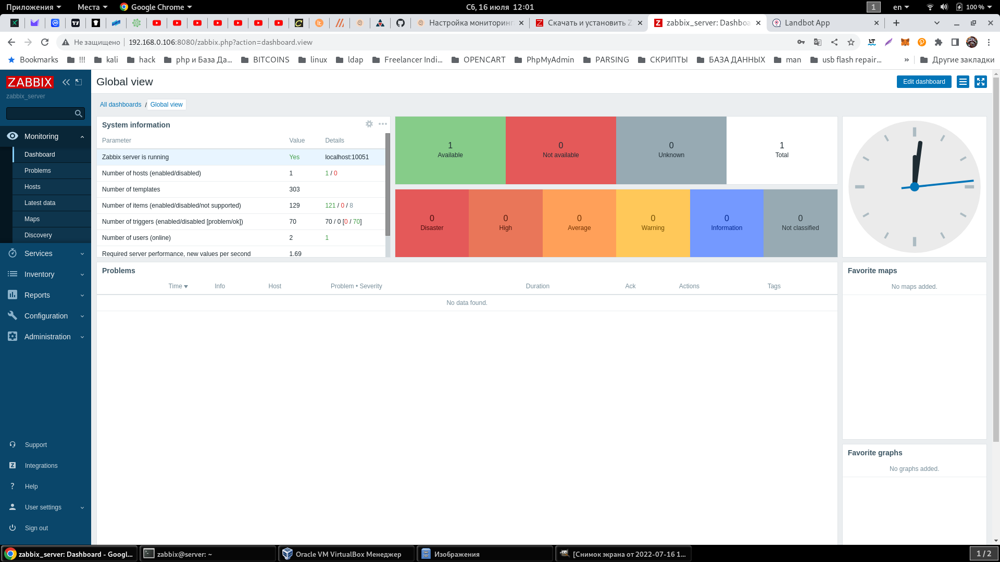 Приложения Места Google Chrome Сб, 16 июля 12:01 1 en 100 %
Настройка мониторинг Скачать и установить Z zabbix_server: Dashboa Landbot App
Не защищено 192.168.0.106:8080/zabbix.php?action=dashboard.view
Bookmarks !!! kali hack php и База Да... BITCOINS linux ldap Freelancer Indi... OPENCART PhpMyAdmin PARSING СКРИПТЫ БАЗА ДАННЫХ man usb flash repair... » Другие закладки
ZABBIX
zabbix_server
Monitoring
Dashboard
Problems
Hosts
Latest data
Maps
Discovery
Services
Inventory
Reports
Configuration
Administration
Support
Integrations
Help
User settings
Sign out
Global view Edit dashboard
All dashboards / Global view
System information
Parameter Value Details
Zabbix server is running Yes localhost:10051
Number of hosts (enabled/disabled) 1 1 / 0
Number of templates 303
Number of items (enabled/disabled/not supported) 129 121 / 0 / 8
Number of triggers (enabled/disabled [problem/ok]) 70 70 / 0 [0 / 70]
Number of users (online) 2 1
Required server performance, new values per second 1.69
1 0 0 1
Available Not available Unknown Total
0 0 0 0 0 0
Disaster High Average Warning Information Not classified
Problems
Time Info Host Problem • Severity Duration Ack Actions Tags
No data found.
Favorite maps
No maps added.
Favorite graphs
No graphs added.
zabbix_server: Dashboard - Googl... zabbix@server: ~ Oracle VM VirtualBox Менеджер Изображения [Снимок экрана от 2022-07-16 1... 1 / 2